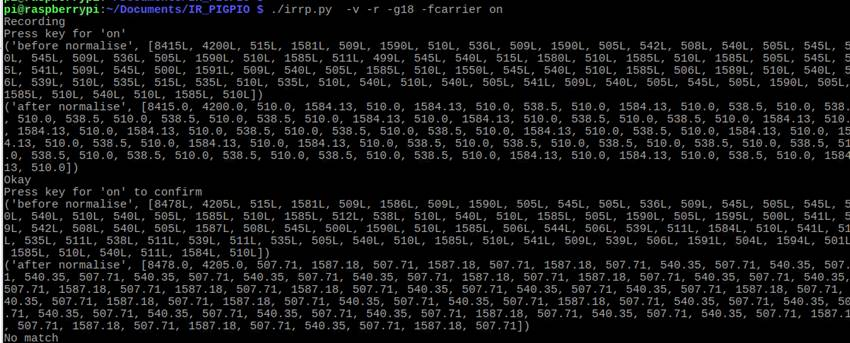 pi@raspberrypi:~/Documents/IR_PIGPIO $ ./irrp.py  -v -r -g18 -fcarrier on
Recording
Press key for 'on'
('before normalise', [8415L, 4200L, 515L, 1581L, 509L, 1590L, 510L, 536L, 509L, 1590L, 505L, 542L, 508L, 540L, 505L, 545L, 5
0L, 545L, 509L, 536L, 505L, 1590L, 510L, 1585L, 511L, 499L, 545L, 540L, 515L, 1580L, 510L, 1585L, 510L, 1585L, 505L, 545L, 5
5L, 541L, 509L, 545L, 500L, 1591L, 509L, 540L, 505L, 1585L, 510L, 1550L, 545L, 540L, 510L, 1585L, 506L, 1589L, 510L, 540L, 5
6L, 539L, 510L, 535L, 515L, 535L, 510L, 535L, 510L, 540L, 510L, 540L, 505L, 541L, 509L, 540L, 505L, 545L, 505L, 1590L, 505L,
1585L, 510L, 540L, 510L, 1585L, 510L])
('after normalise', [8415.0, 4200.0, 510.0, 1584.13, 510.0, 1584.13, 510.0, 538.5, 510.0, 1584.13, 510.0, 538.5, 510.0, 538.
, 510.0, 538.5, 510.0, 538.5, 510.0, 1584.13, 510.0, 1584.13, 510.0, 538.5, 510.0, 538.5, 510.0, 1584.13, 510.0, 1584.13, 510.
, 1584.13, 510.0, 538.5, 510.0, 538.5, 510.0, 538.5, 510.0, 1584.13, 510.0, 538.5, 510.0, 1584.13, 510.0, 1584.13, 510.0, 15
4.13, 510.0, 538.5, 510.0, 1584.13, 510.0, 1584.13, 510.0, 538.5, 510.0, 538.5, 510.0, 538.5, 510.0, 538.5, 510.0, 538.5, 51
.0, 538.5, 510.0, 538.5, 510.0, 538.5, 510.0, 538.5, 510.0, 538.5, 510.0, 1584.13, 510.0, 1584.13, 510.0, 538.5, 510.0, 1584
13, 510.0])
Okay
Press key for 'on' to confirm
('before normalise', [8478L, 4205L, 515L, 1581L, 509L, 1586L, 509L, 1590L, 505L, 545L, 505L, 536L, 509L, 545L, 505L, 545L, 5
0L, 540L, 510L, 540L, 505L, 1585L, 510L, 1585L, 512L, 538L, 510L, 540L, 510L, 1585L, 505L, 1590L, 505L, 1595L, 500L, 541L, 5
9L, 542L, 508L, 540L, 505L, 1587L, 508L, 545L, 500L, 1590L, 510L, 1585L, 506L, 544L, 506L, 539L, 511L, 1584L, 510L, 541L, 51
L, 535L, 511L, 538L, 511L, 539L, 511L, 535L, 505L, 540L, 510L, 1585L, 510L, 541L, 509L, 539L, 506L, 1591L, 504L, 1594L, 501L
 1585L, 510L, 540L, 511L, 1584L, 510L])
('after normalise', [8478.0, 4205.0, 507.71, 1587.18, 507.71, 1587.18, 507.71, 1587.18, 507.71, 540.35, 507.71, 540.35, 507.
1, 540.35, 507.71, 540.35, 507.71, 540.35, 507.71, 540.35, 507.71, 1587.18, 507.71, 1587.18, 507.71, 540.35, 507.71, 540.35,
507.71, 1587.18, 507.71, 1587.18, 507.71, 1587.18, 507.71, 540.35, 507.71, 540.35, 507.71, 540.35, 507.71, 1587.18, 507.71, 
40.35, 507.71, 1587.18, 507.71, 1587.18, 507.71, 540.35, 507.71, 540.35, 507.71, 1587.18, 507.71, 540.35, 507.71, 540.35, 50
.71, 540.35, 507.71, 540.35, 507.71, 540.35, 507.71, 540.35, 507.71, 1587.18, 507.71, 540.35, 507.71, 540.35, 507.71, 1587.1
, 507.71, 1587.18, 507.71, 1587.18, 507.71, 540.35, 507.71, 1587.18, 507.71])
No match